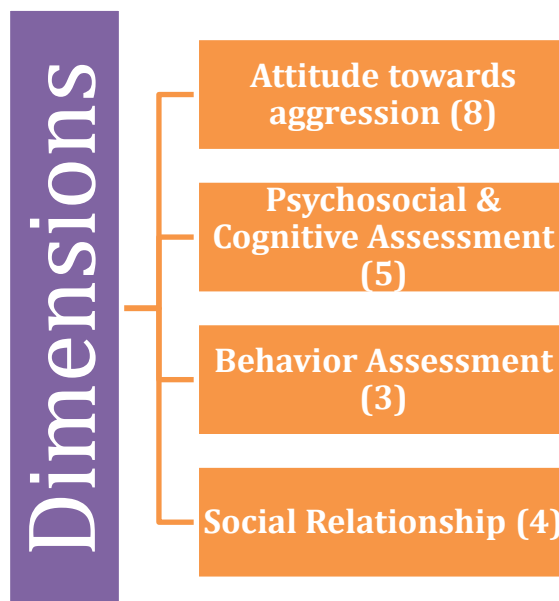 Dimensions
Attitude towards
aggression (8)
Psychosocial &
Cognitive Assessment
(5)
Behavior Assessment
(3)
Social Relationship (4)